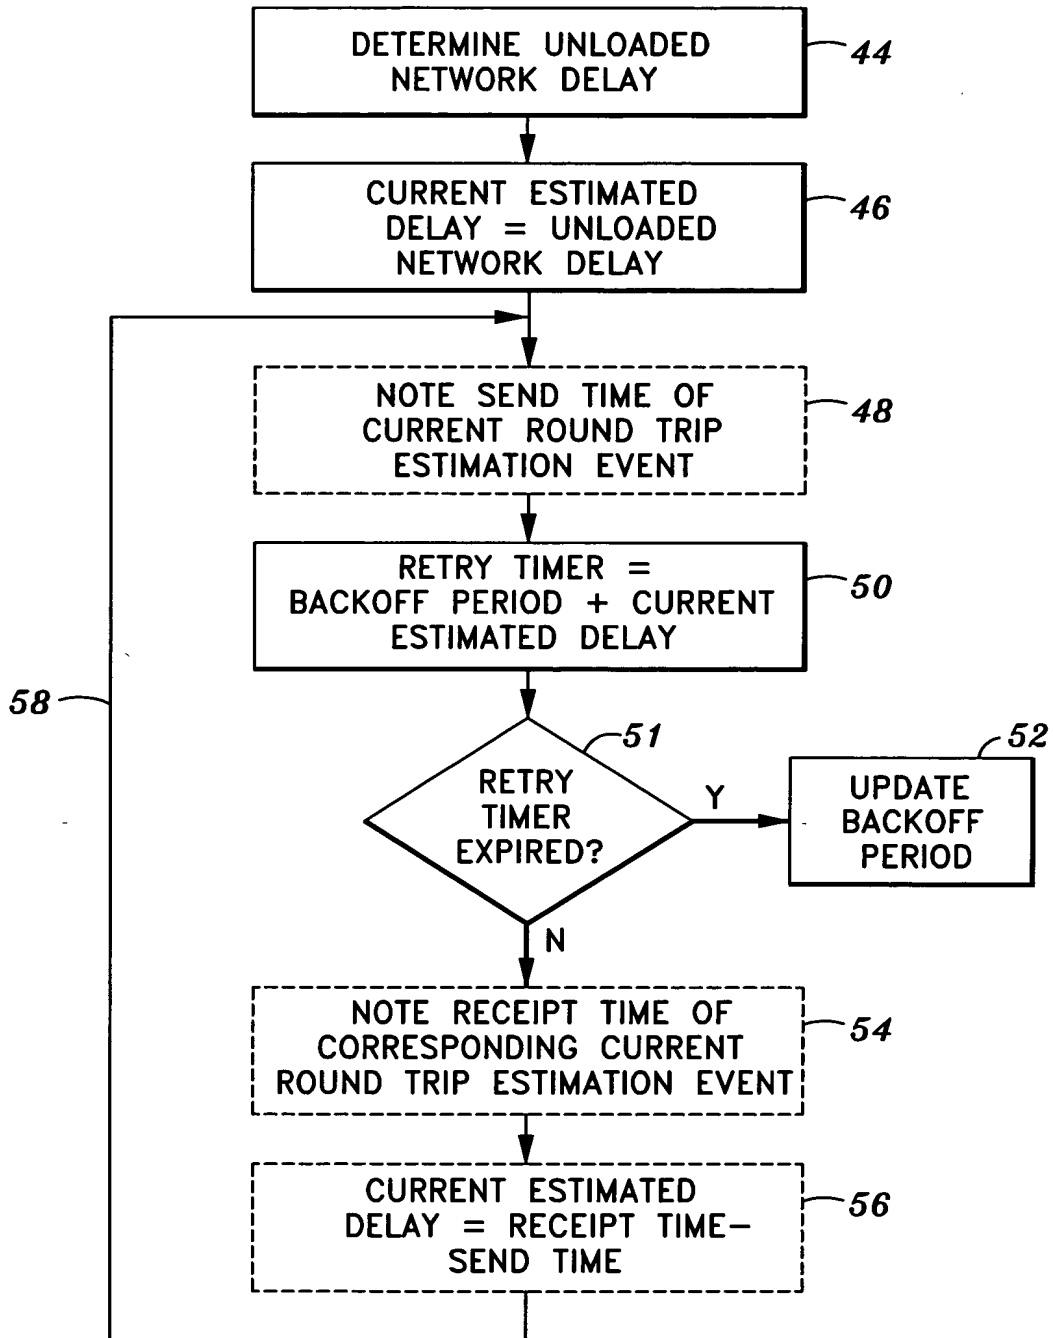 DETERMINE UNLOADED
NETWORK DELAY
44
CURRENT ESTIMATED
DELAY = UNLOADED
NETWORK DELAY
46
NOTE SEND TIME OF
CURRENT ROUND TRIP
ESTIMATION EVENT
48
RETRY TIMER =
BACKOFF PERIOD + CURRENT
ESTIMATED DELAY
50
58
51
RETRY
TIMER
EXPIRED?
Y
52
UPDATE
BACKOFF
PERIOD
N
NOTE RECEIPT TIME OF
CORRESPONDING CURRENT
ROUND TRIP ESTIMATION EVENT
54
CURRENT ESTIMATED
DELAY = RECEIPT TIME-
SEND TIME
56